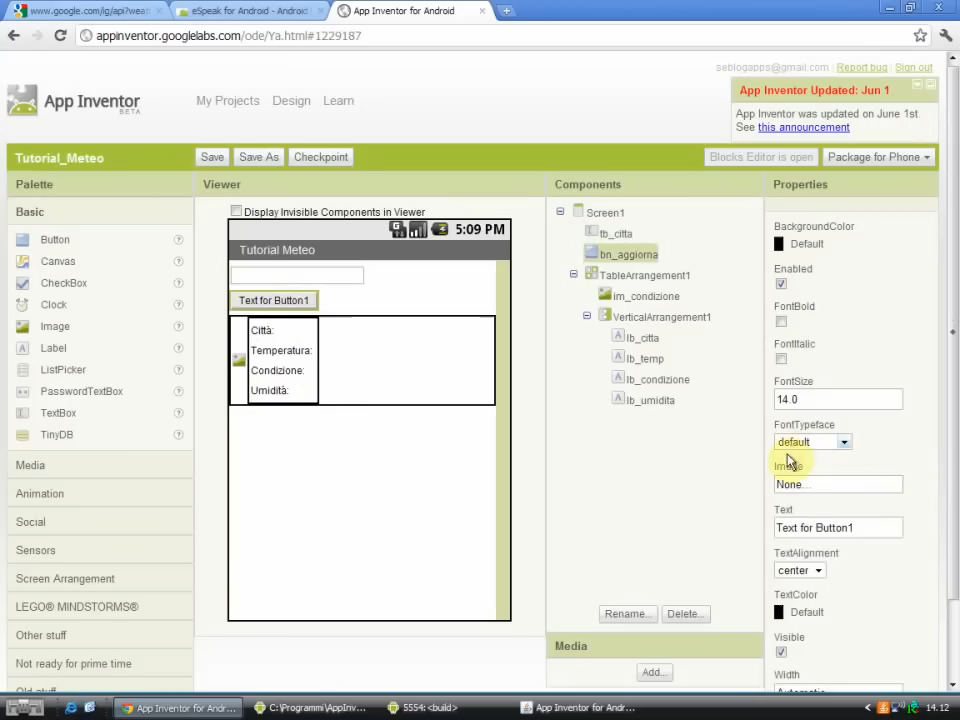 www.google.com/ig/api?weat
eSpeak for Android - Android
App Inventor for Android
appinventor.googlelabs.com/ode/Ya.html#1229187
seblogapps@gmail.com | Report bug | Sign out
App Inventor
BETA
My Projects Design Learn
App Inventor Updated: Jun 1
App Inventor was updated on June 1st.
See this announcement
Tutorial_Meteo
Save
Save As
Checkpoint
Blocks Editor is open
Package for Phone
Palette
Viewer
Components
Properties
Basic
Button
Canvas
CheckBox
Clock
Image
Label
ListPicker
PasswordTextBox
TextBox
TinyDB
Media
Animation
Social
Sensors
Screen Arrangement
LEGO® MINDSTORMS®
Other stuff
Not ready for prime time
Old stuff
Display Invisible Components in Viewer
5:09 PM
Tutorial Meteo
Text for Button1
Città:
Temperatura:
Condizione:
Umidità:
Screen1
tb_citta
bn_aggiorna
TableArrangement1
im_condizione
VerticalArrangement1
lb_citta
lb_temp
lb_condizione
lb_umidita
Rename...
Delete...
Media
Add...
BackgroundColor
Default
Enabled
FontBold
FontItalic
FontSize
14.0
FontTypeface
default
Image
None...
Text
Text for Button1
TextAlignment
center
TextColor
Default
Visible
Width
Automatic
App Inventor for Andr...
C:\Programmi\AppInv...
5554:<build>
App Inventor for Andr...
14.12